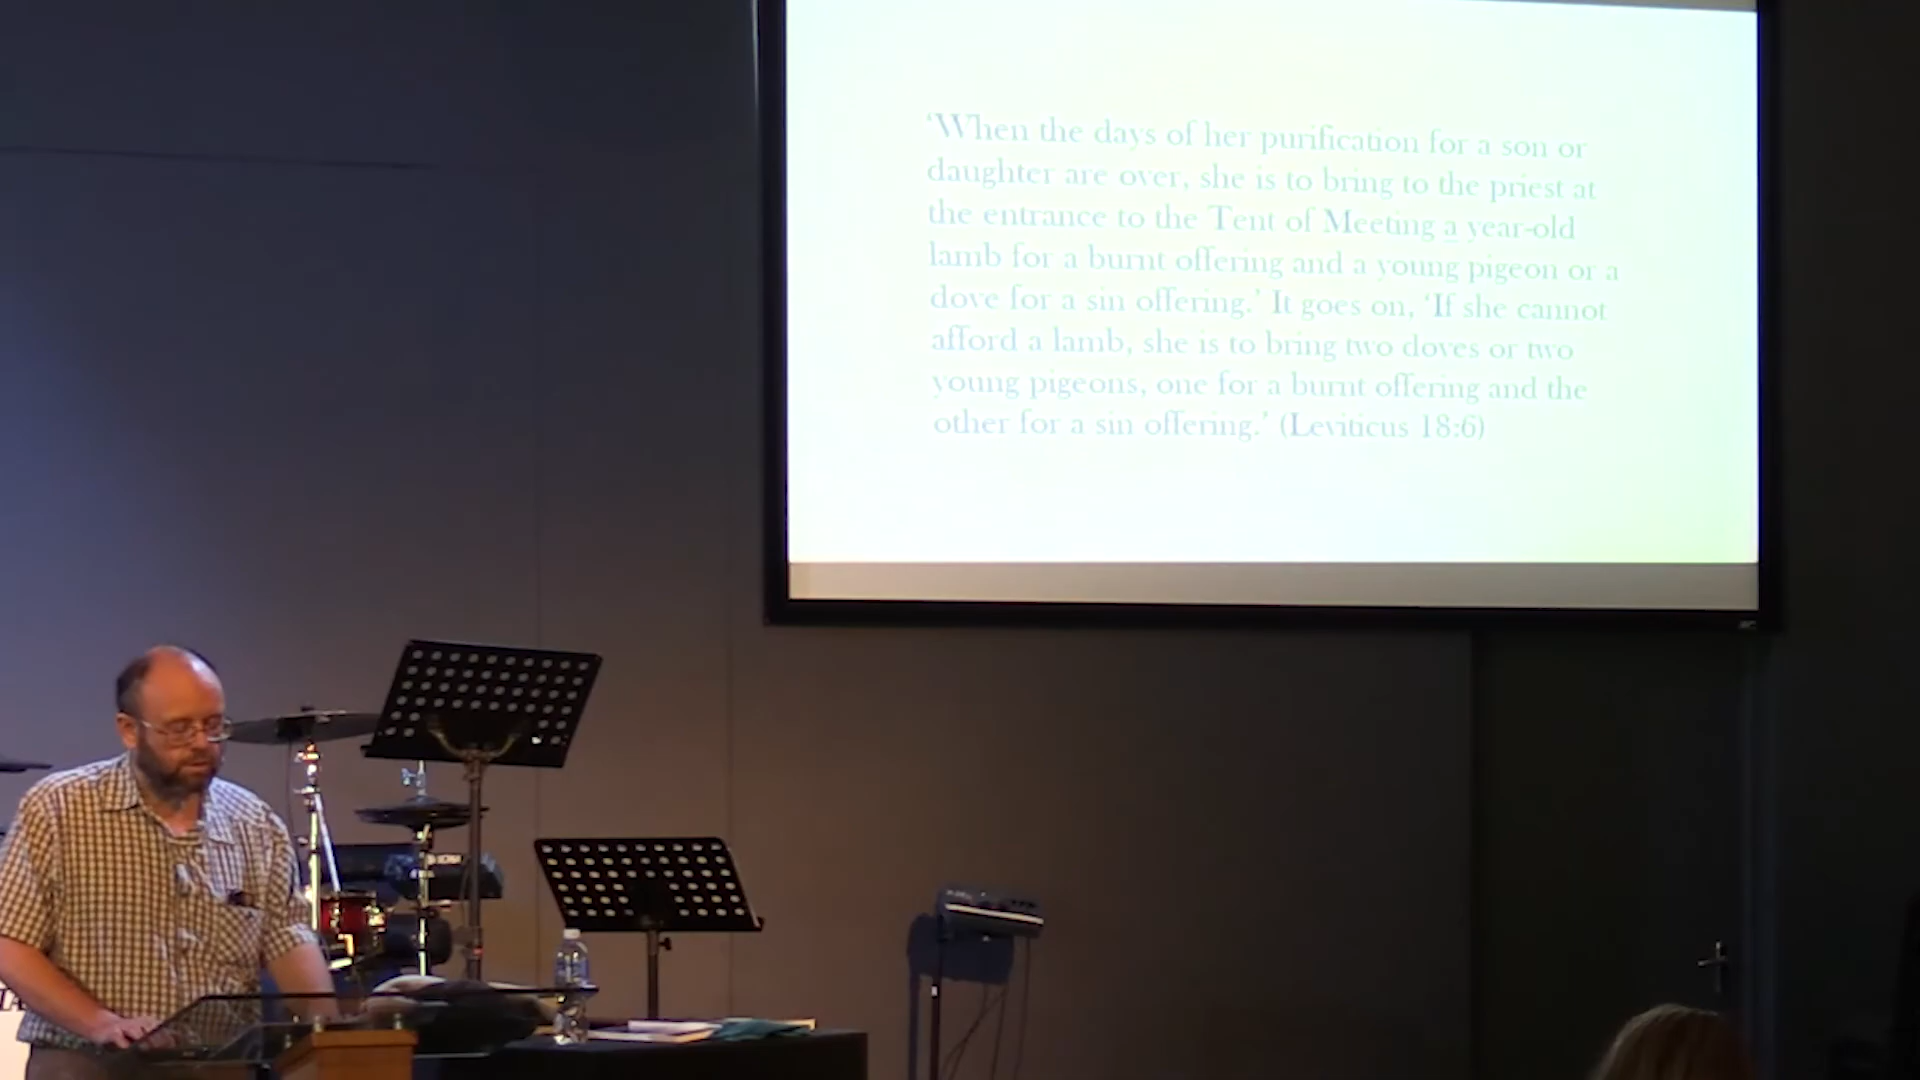 ‘When the days of her purification for a son or
daughter are over, she is to bring to the priest at
the entrance to the Tent of Meeting a year-old
lamb for a burnt offering and a young pigeon or a
dove for a sin offering.’ It goes on, ‘If she cannot
afford a lamb, she is to bring two doves or two
young pigeons, one for a burnt offering and the
other for a sin offering.’ (Leviticus 18:6)